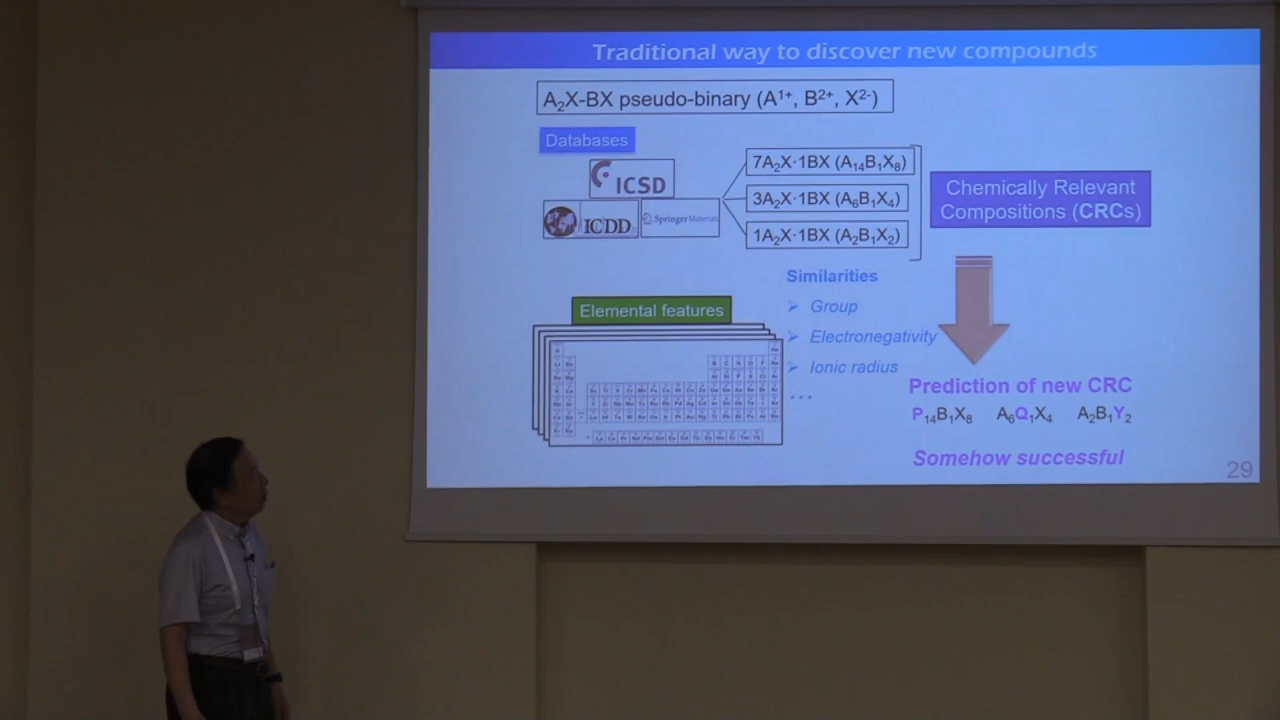 Traditional way to discover new compounds
A₂X-BX pseudo-binary (A¹⁺, B²⁺, X²⁻)
Databases
ICSD
ICDD
Springer Materials
7A₂X·1BX (A₁₄B₁X₈)
3A₂X·1BX (A₆B₁X₄)
1A₂X·1BX (A₂B₁X₂)
Chemically Relevant
Compositions (CRCs)
Similarities
➢ Group
➢ Electronegativity
➢ Ionic radius
...
Elemental features
Prediction of new CRC
P₁₄B₁X₈ A₆Q₁X₄ A₂B₁Y₂
Somehow successful
29